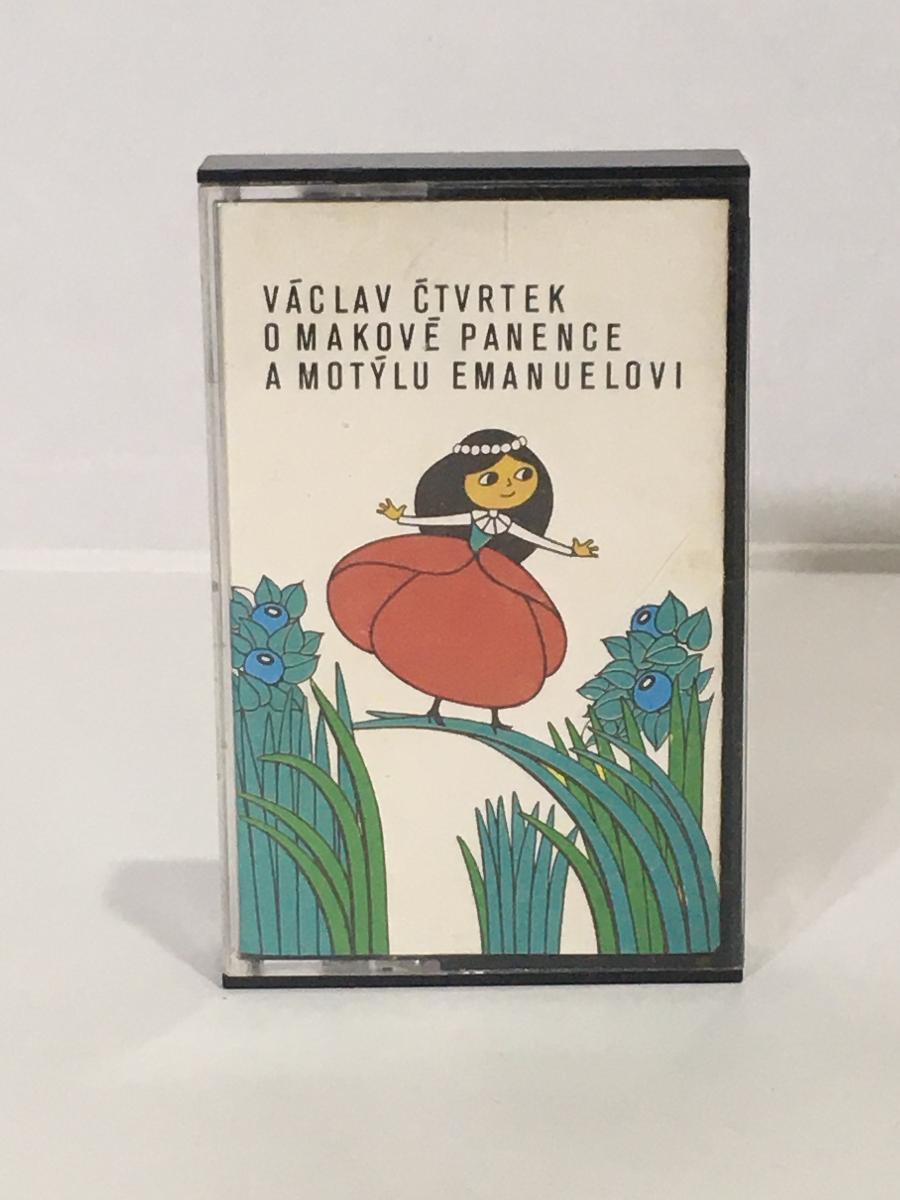 VÁCLAV ČTVRTEK
O MAKOVÉ PANENCE
A MOTÝLU EMANUELOVI